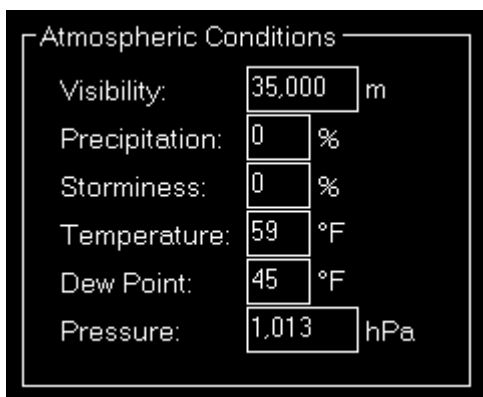 Atmospheric Conditions
Visibility: 35,000 m
Precipitation: 0 %
Storminess: 0 %
Temperature: 59 °F
Dew Point: 45 °F
Pressure: 1,013 hPa